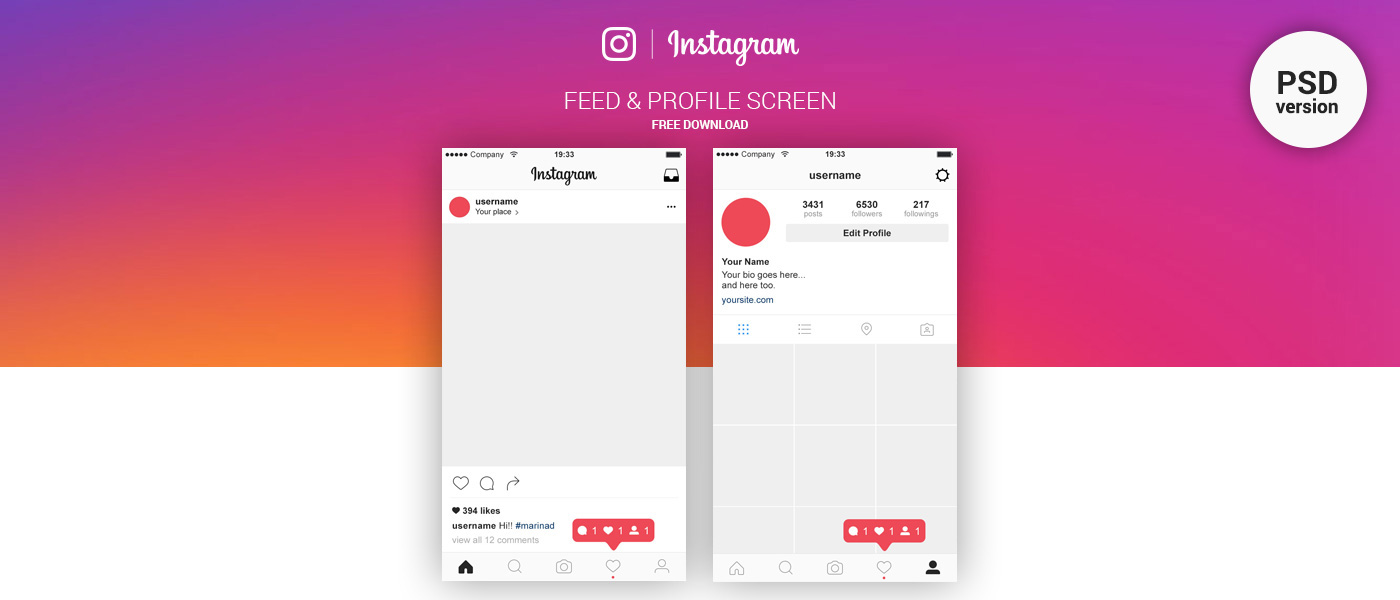 Instagram
FEED & PROFILE SCREEN
FREE DOWNLOAD
PSD
version
Company
19:33
Instagram
username
Your place
394 likes
username Hi!! #marinad
view all 12 comments
1 1 1
Company
19:33
username
3431 6530 217
posts followers followings
Edit Profile
Your Name
Your bio goes here...
and here too.
yoursite.com
1 1 1